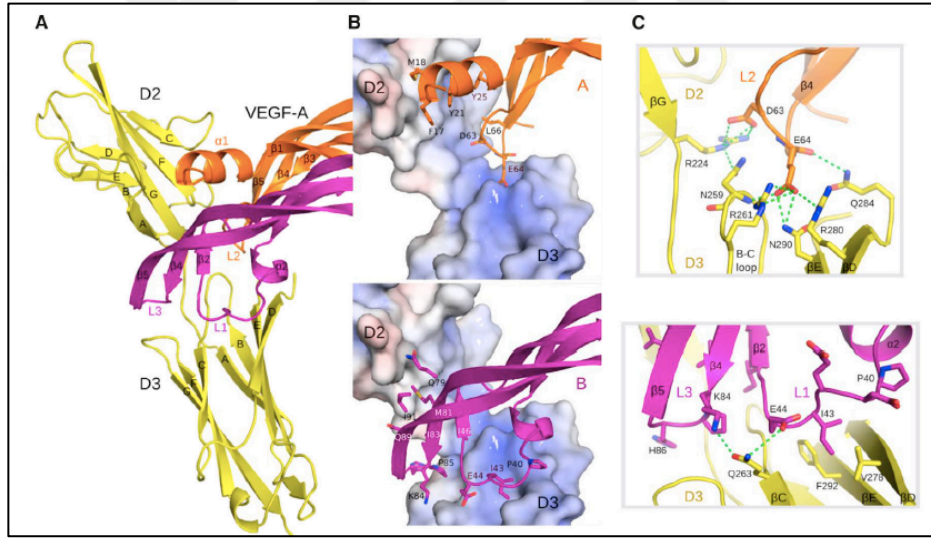 A
D2
VEGF-A
α1
C
D
F
E
B
G
A
β1
β3
β4
β5
L2
β2
α2
β5
β4
L3
L1
D3
E
D
B
A
C
F
G
B
M18
D2
A
Y25
Y21
F17
D63
L66
E64
D3
D2
Q79
B
I91
M81
Q89
I83
I46
P85
P40
K84
E44
I43
D3
C
L2
β4
βG
D2
D63
E64
R224
N259
Q284
R261
R280
N290
B-C
loop
D3
βE
βD
β2
α2
β4
β5
L3
L1
P40
K84
E44
I43
H86
Q263
V278
F292
D3
βC
βE
βD